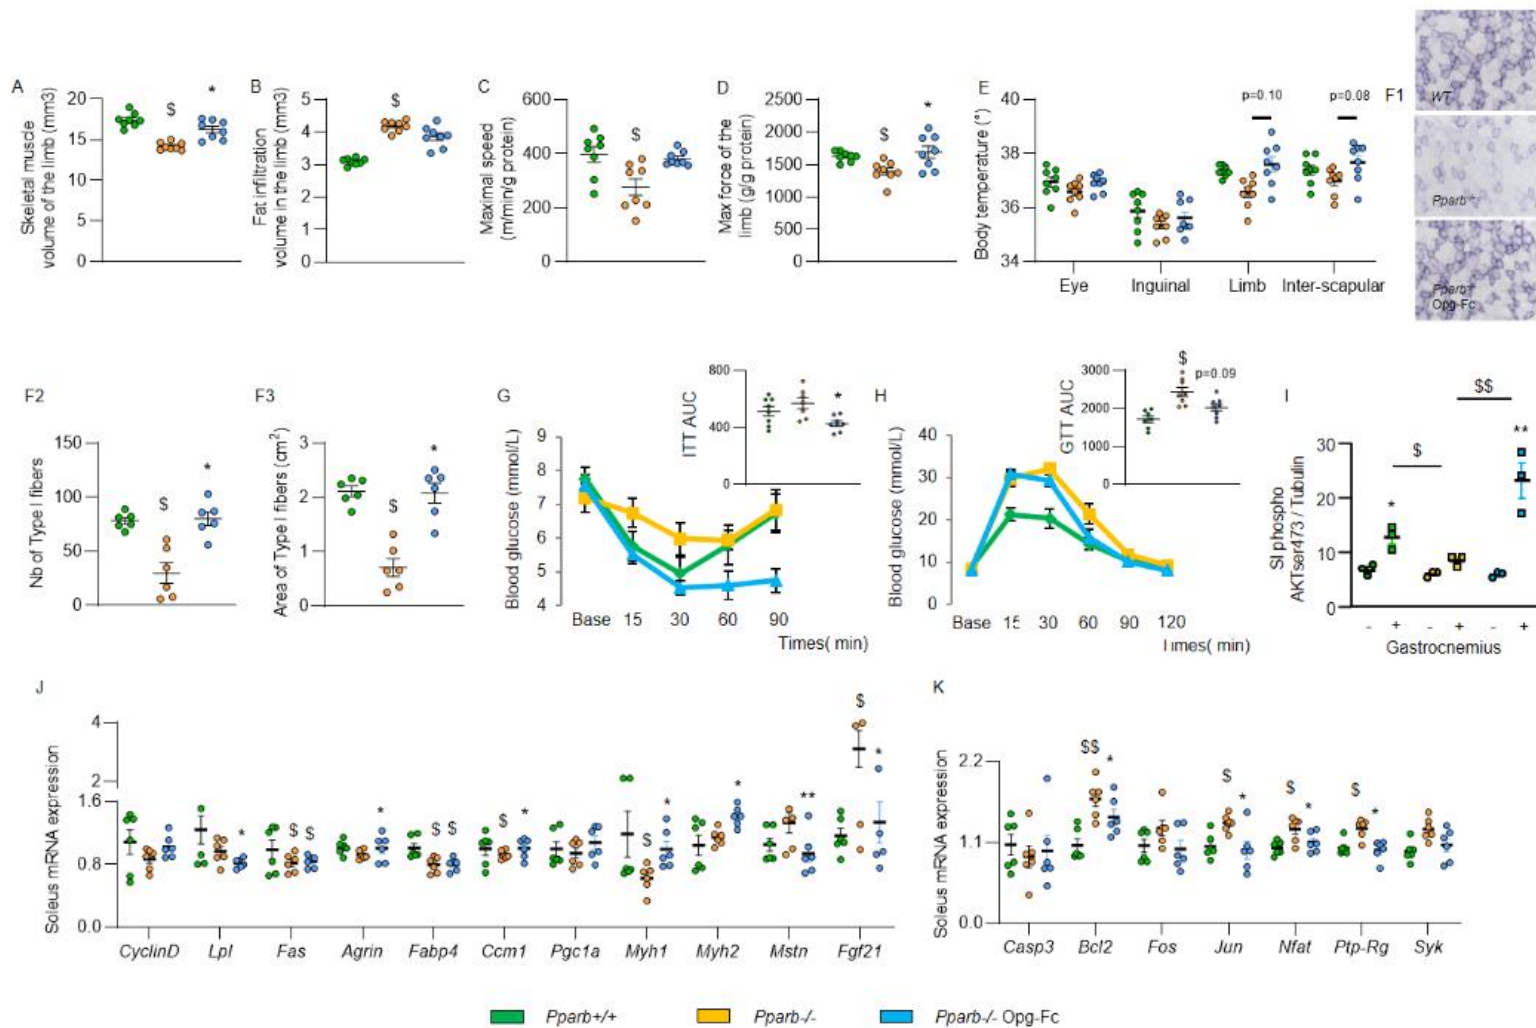 A
Skeletal muscle
volume of the limb (mm3)
20
15
10
5
0
$
*
B
Fat infiltration
volume in the limb (mm3)
5
4
3
2
1
0
$
C
Maximal speed
(m/min/g protein)
600
400
200
0
$
D
Max force of the
limb (g/g protein)
2500
2000
1500
1000
500
0
$
*
E
Body temperature (°)
40
38
36
34
p=0.10
p=0.08
Eye
Inguinal
Limb
Inter-scapular
F1
WT
Pparb-/-
Opg-Fc
F2
Nb of Type I fibers
150
100
50
0
$
*
F3
Area of Type I fibers (cm²)
3
2
1
0
$
*
G
Blood glucose (mmol/L)
9
8
7
6
5
4
Base
15
30
60
90
Times( min)
ITT AUC
800
400
0
*
H
Blood glucose (mmol/L)
40
30
20
10
0
Base
15
30
60
90
120
Times( min)
GTT AUC
3000
2000
1000
0
$
p=0.09
I
SI phospho
AKTser473 / Tubulin
30
20
10
0
*
$
$$
**
- + - + - +
Gastrocnemius
J
Soleus mRNA expression
4
2
1.6
0.8
0.0
* $ $ * $ $ $ * $ * * ** $ *
CyclinD
Lpl
Fas
Agrin
Fabp4
Ccm1
Pgc1a
Myh1
Myh2
Mstn
Fgf21
K
Soleus mRNA expression
2.2
1.1
0.0
$$ * $ * $ * $ *
Casp3
Bcl2
Fos
Jun
Nfat
Ptp-Rg
Syk
Pparb+/+
Pparb-/-
Pparb-/- Opg-Fc